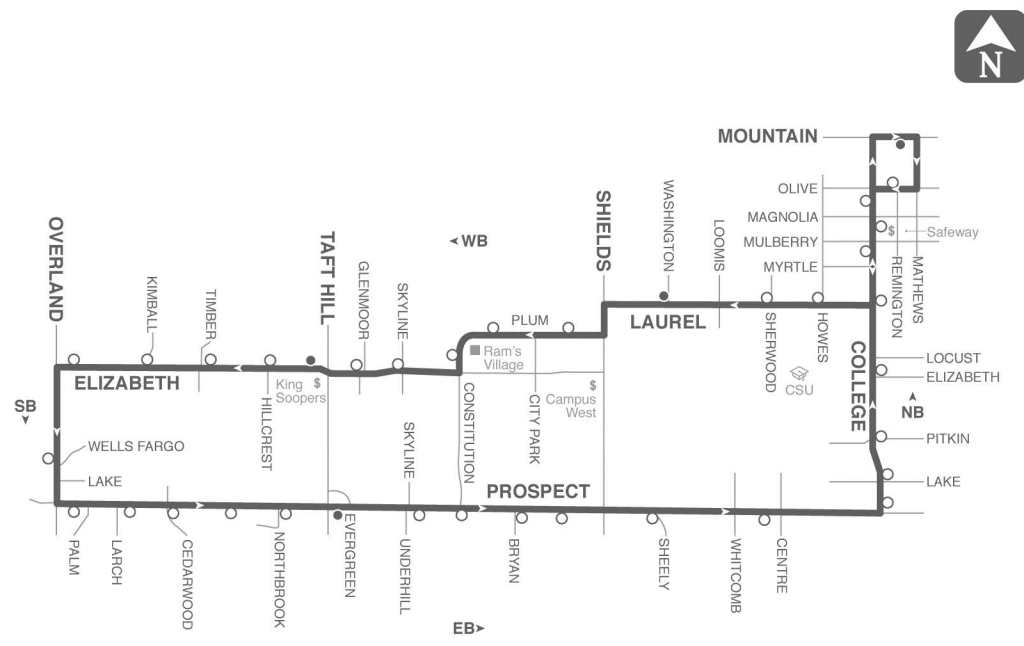 N
MOUNTAIN
OLIVE
MAGNOLIA
$
Safeway
MULBERRY
MYRTLE
REMINGTON
MATHEWS
OVERLAND
KIMBALL
TIMBER
TAFT HILL
GLENMOOR
SKYLINE
WB
SHIELDS
WASHINGTON
LOOMIS
PLUM
LAUREL
SHERWOOD
HOWES
COLLEGE
LOCUST
ELIZABETH
ELIZABETH
King
Soopers
$
Ram's
Village
$
Campus
West
CSU
SB
NB
HILLCREST
SKYLINE
CONSTITUTION
CITY PARK
PITKIN
WELLS FARGO
LAKE
PROSPECT
LAKE
PALM
LARCH
CEDARWOOD
NORTHBROOK
EVERGREEN
UNDERHILL
BRYAN
SHEELY
WHITCOMB
CENTRE
EB